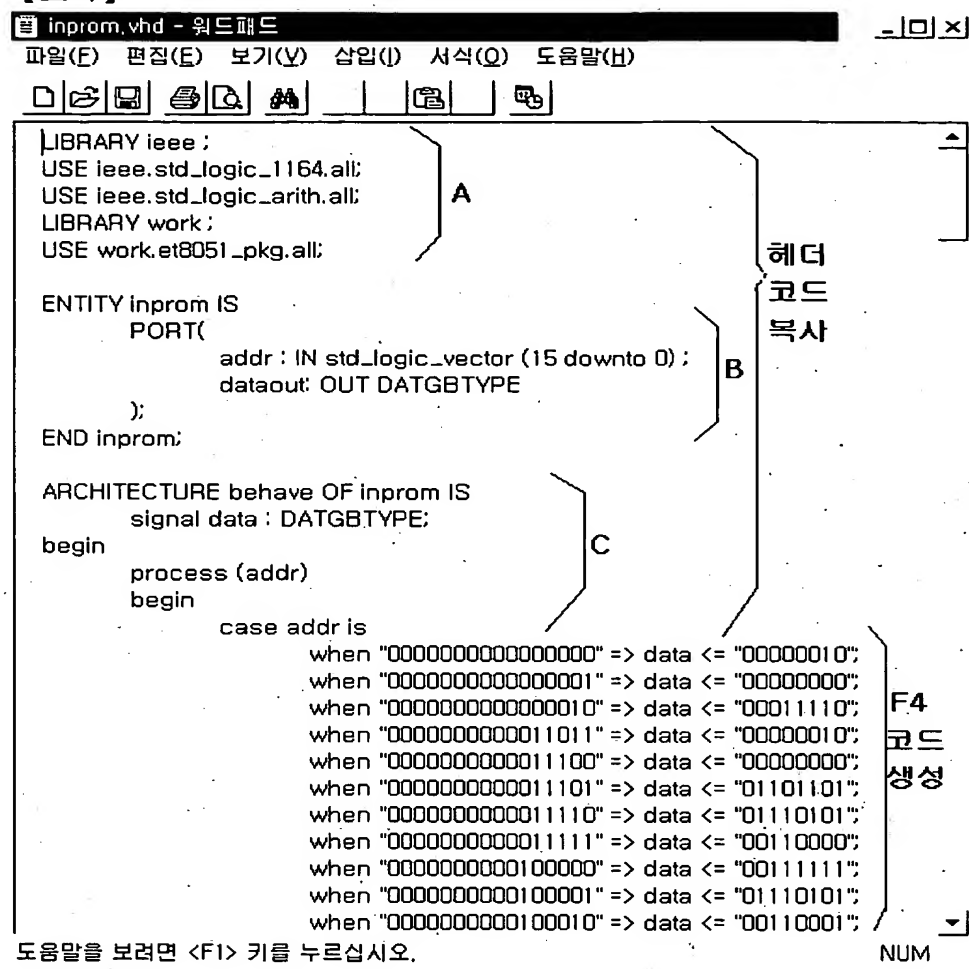 inprom.vhd - 워드패드
파일(F) 편집(E) 보기(V) 삽입(I) 서식(O) 도움말(H)
LIBRARY ieee ;
USE ieee.std_logic_1164.all;
USE ieee.std_logic_arith.all;
LIBRARY work ;
USE work.et8051_pkg.all;
A
ENTITY inprom IS
PORT(
addr : IN std_logic_vector (15 downto 0) ;
dataout: OUT DATGBTYPE
);
END inprom;
B
헤더
코드
복사
ARCHITECTURE behave OF inprom IS
signal data : DATGBTYPE;
begin
process (addr)
begin
C
case addr is
when "0000000000000000" => data <= "00000010";
when "0000000000000001" => data <= "00000000";
when "0000000000000010" => data <= "00011110";
when "0000000000011011" => data <= "00000010";
when "0000000000011100" => data <= "00000000";
when "0000000000011101" => data <= "01101101";
when "0000000000011110" => data <= "01110101";
when "0000000000011111" => data <= "00110000";
when "0000000000100000" => data <= "00111111";
when "0000000000100001" => data <= "01110101";
when "0000000000100010" => data <= "00110001";
F4
코드
생성
도움말을 보려면 <F1> 키를 누르십시오.
NUM